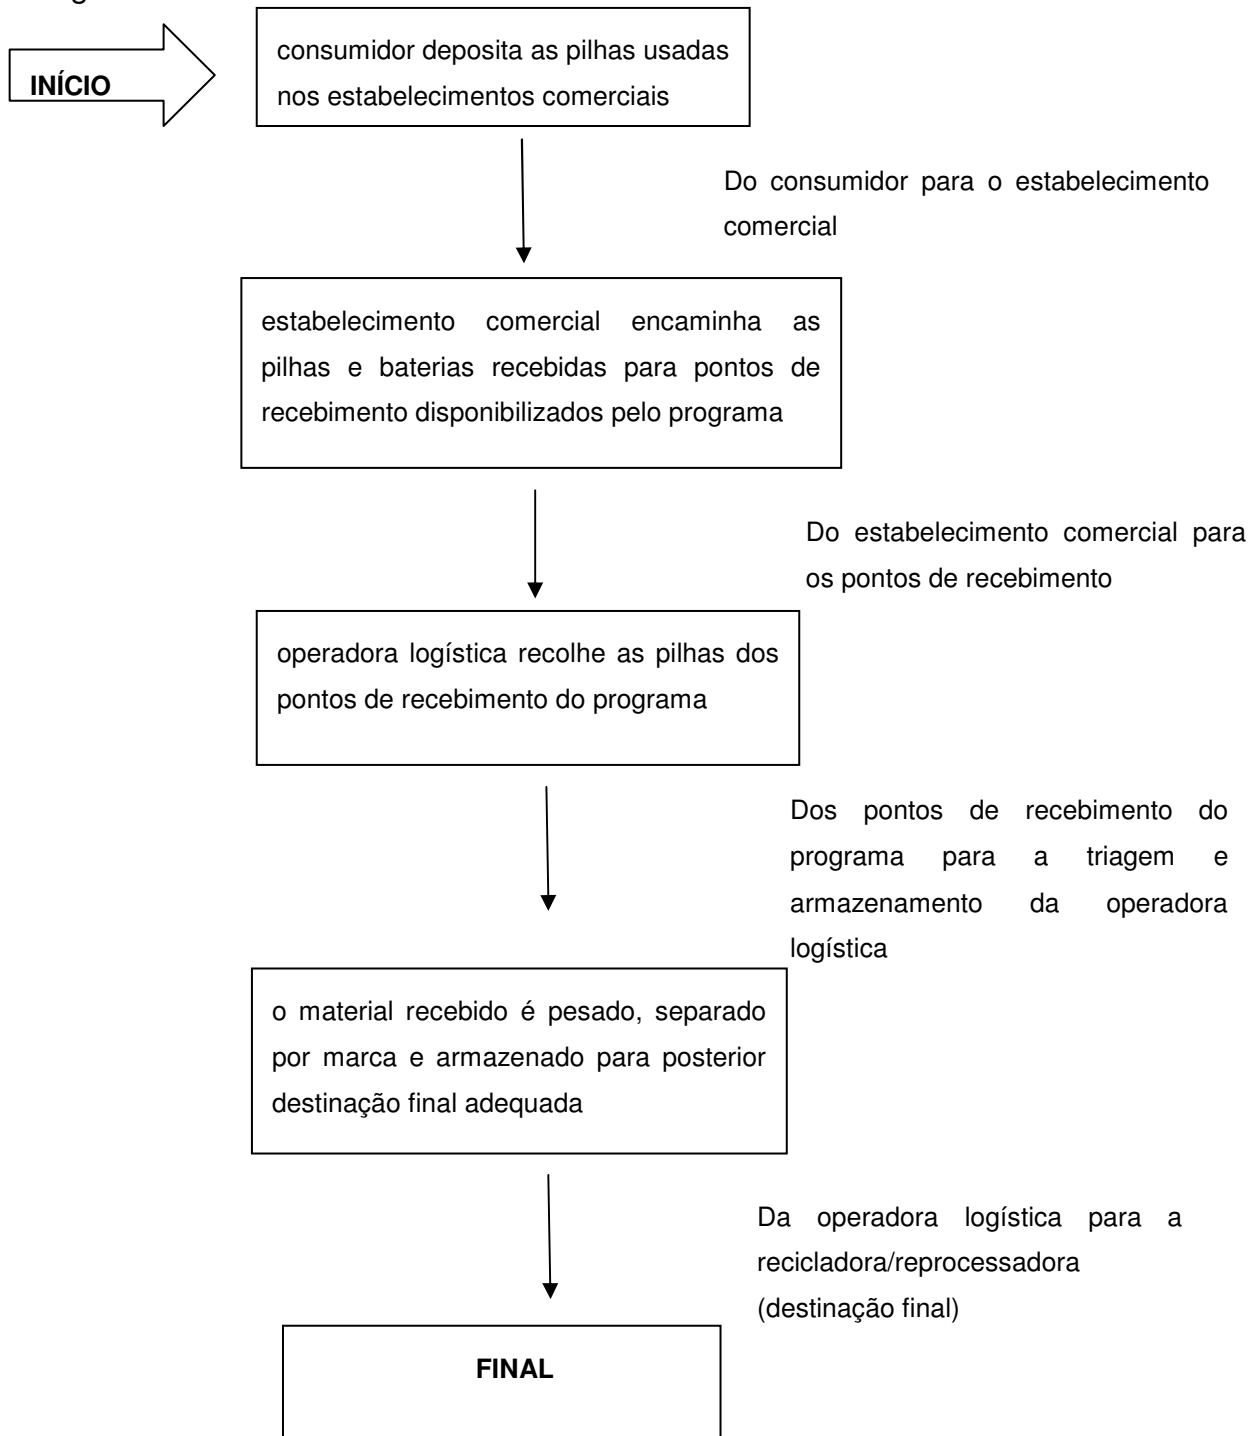 INÍCIO
consumidor deposita as pilhas usadas
nos estabelecimentos comerciais
Do consumidor para o estabelecimento
comercial
estabelecimento comercial encaminha as
pilhas e baterias recebidas para pontos de
recebimento disponibilizados pelo programa
Do estabelecimento comercial para
os pontos de recebimento
operadora logística recolhe as pilhas dos
pontos de recebimento do programa
Dos pontos de recebimento do
programa para a triagem e
armazenamento da operadora
logística
o material recebido é pesado, separado
por marca e armazenado para posterior
destinação final adequada
Da operadora logística para a
recicladora/reprocessadora
(destinação final)
FINAL